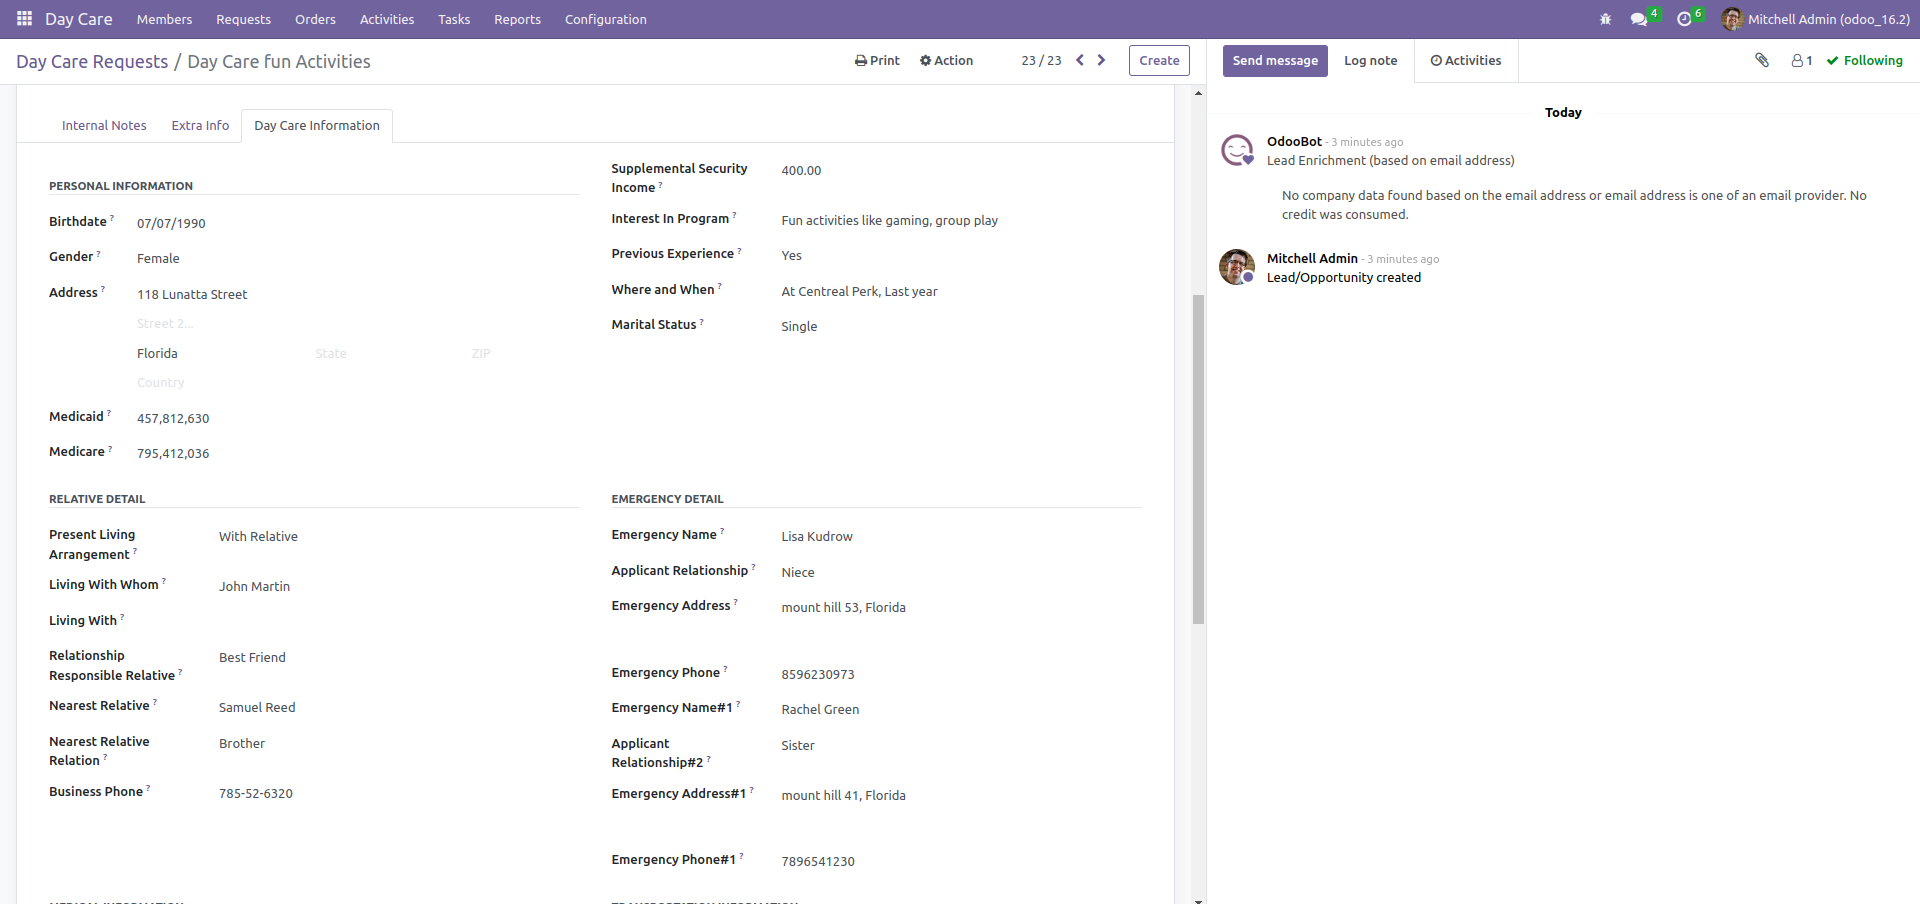 Day Care Members Requests Orders Activities Tasks Reports Configuration 4 6 Mitchell Admin (odoo_16.2)
Day Care Requests / Day Care fun Activities Print Action 23 / 23 Create
Send message Log note Activities 1 Following
Internal Notes Extra Info Day Care Information
PERSONAL INFORMATION
Birthdate ? 07/07/1990
Gender ? Female
Address ? 118 Lunatta Street
Street 2...
Florida State ZIP
Country
Medicaid ? 457,812,630
Medicare ? 795,412,036
Supplemental Security
Income ? 400.00
Interest In Program ? Fun activities like gaming, group play
Previous Experience ? Yes
Where and When ? At Centreal Perk, Last year
Marital Status ? Single
RELATIVE DETAIL
Present Living
Arrangement ? With Relative
Living With Whom ? John Martin
Living With ?
Relationship
Responsible Relative ? Best Friend
Nearest Relative ? Samuel Reed
Nearest Relative
Relation ? Brother
Business Phone ? 785-52-6320
EMERGENCY DETAIL
Emergency Name ? Lisa Kudrow
Applicant Relationship ? Niece
Emergency Address ? mount hill 53, Florida
Emergency Phone ? 8596230973
Emergency Name#1 ? Rachel Green
Applicant
Relationship#2 ? Sister
Emergency Address#1 ? mount hill 41, Florida
Emergency Phone#1 ? 7896541230
Today
OdooBot - 3 minutes ago
Lead Enrichment (based on email address)
No company data found based on the email address or email address is one of an email provider. No
credit was consumed.
Mitchell Admin - 3 minutes ago
Lead/Opportunity created